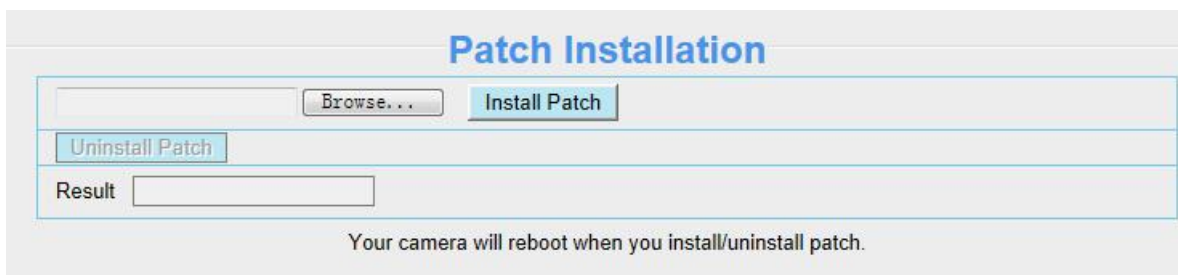 Patch Installation
Browse... Install Patch
Uninstall Patch
Result
Your camera will reboot when you install/uninstall patch.